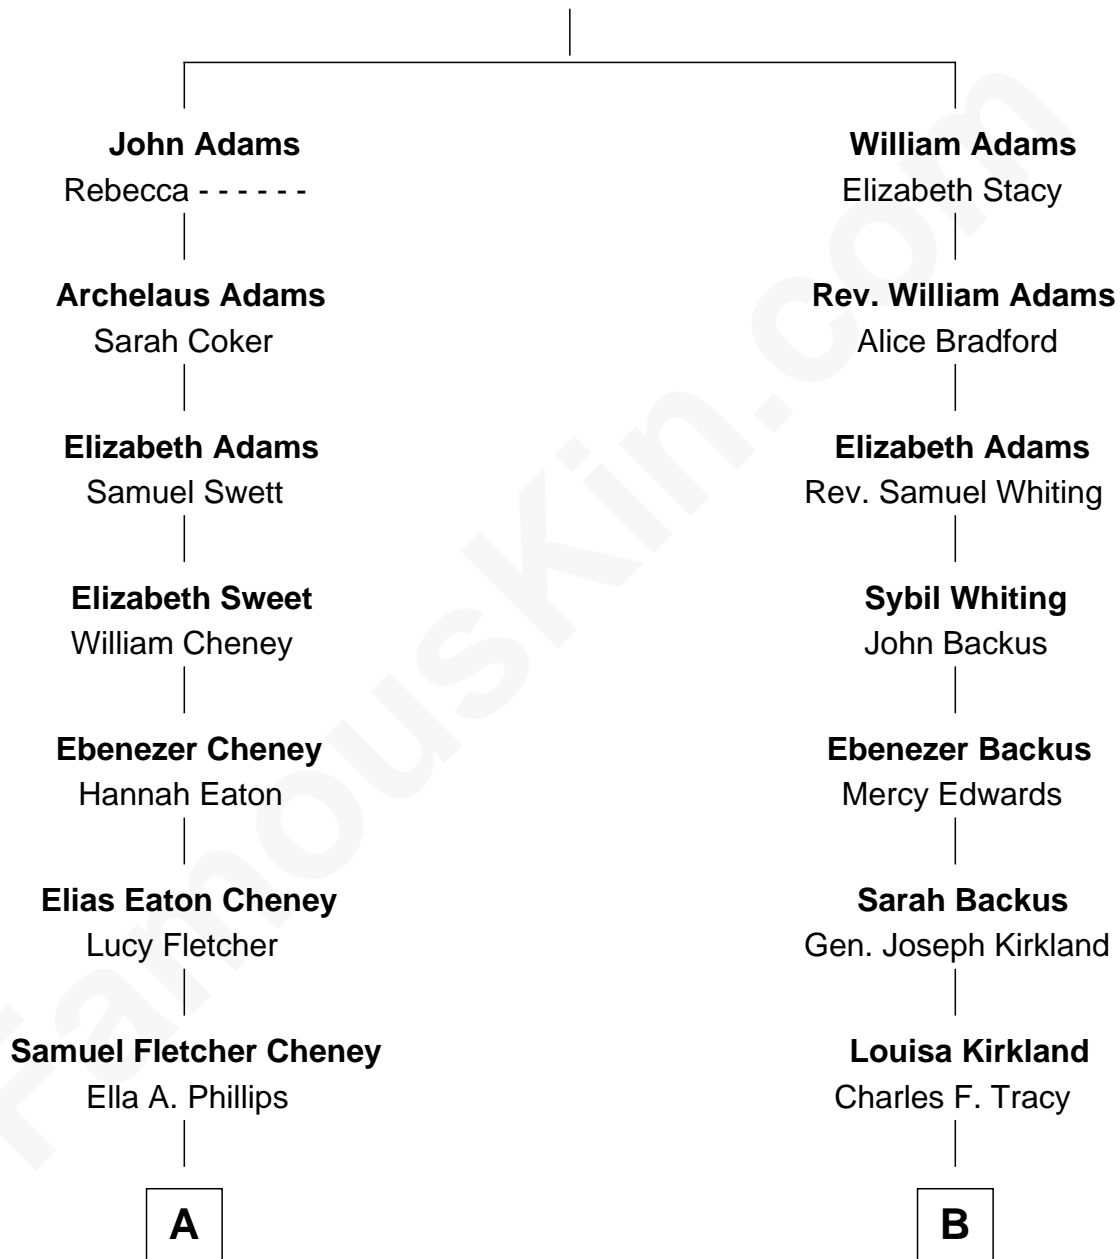 John Adams
Rebecca - - - - - -
Archelaus Adams
Sarah Coker
Elizabeth Adams
Samuel Swett
Elizabeth Sweet
William Cheney
Ebenezer Cheney
Hannah Eaton
Elias Eaton Cheney
Lucy Fletcher
Samuel Fletcher Cheney
Ella A. Phillips
A
William Adams
Elizabeth Stacy
Rev. William Adams
Alice Bradford
Elizabeth Adams
Rev. Samuel Whiting
Sybil Whiting
John Backus
Ebenezer Backus
Mercy Edwards
Sarah Backus
Gen. Joseph Kirkland
Louisa Kirkland
Charles F. Tracy
B
FamousKin.com